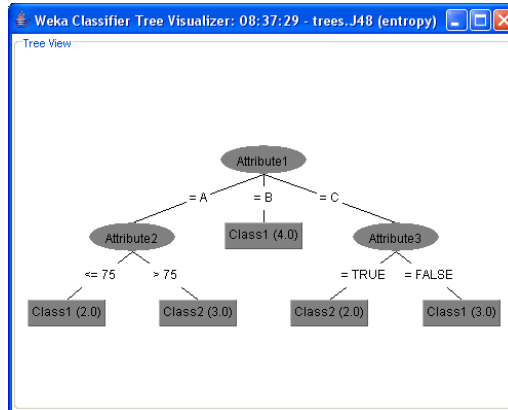 Weka Classifier Tree Visualizer: 08:37:29 - trees.J48 (entropy)
Tree View
Attribute1
= A = B = C
Attribute2 Class1 (4.0) Attribute3
<= 75 > 75 = TRUE = FALSE
Class1 (2.0) Class2 (3.0) Class2 (2.0) Class1 (3.0)